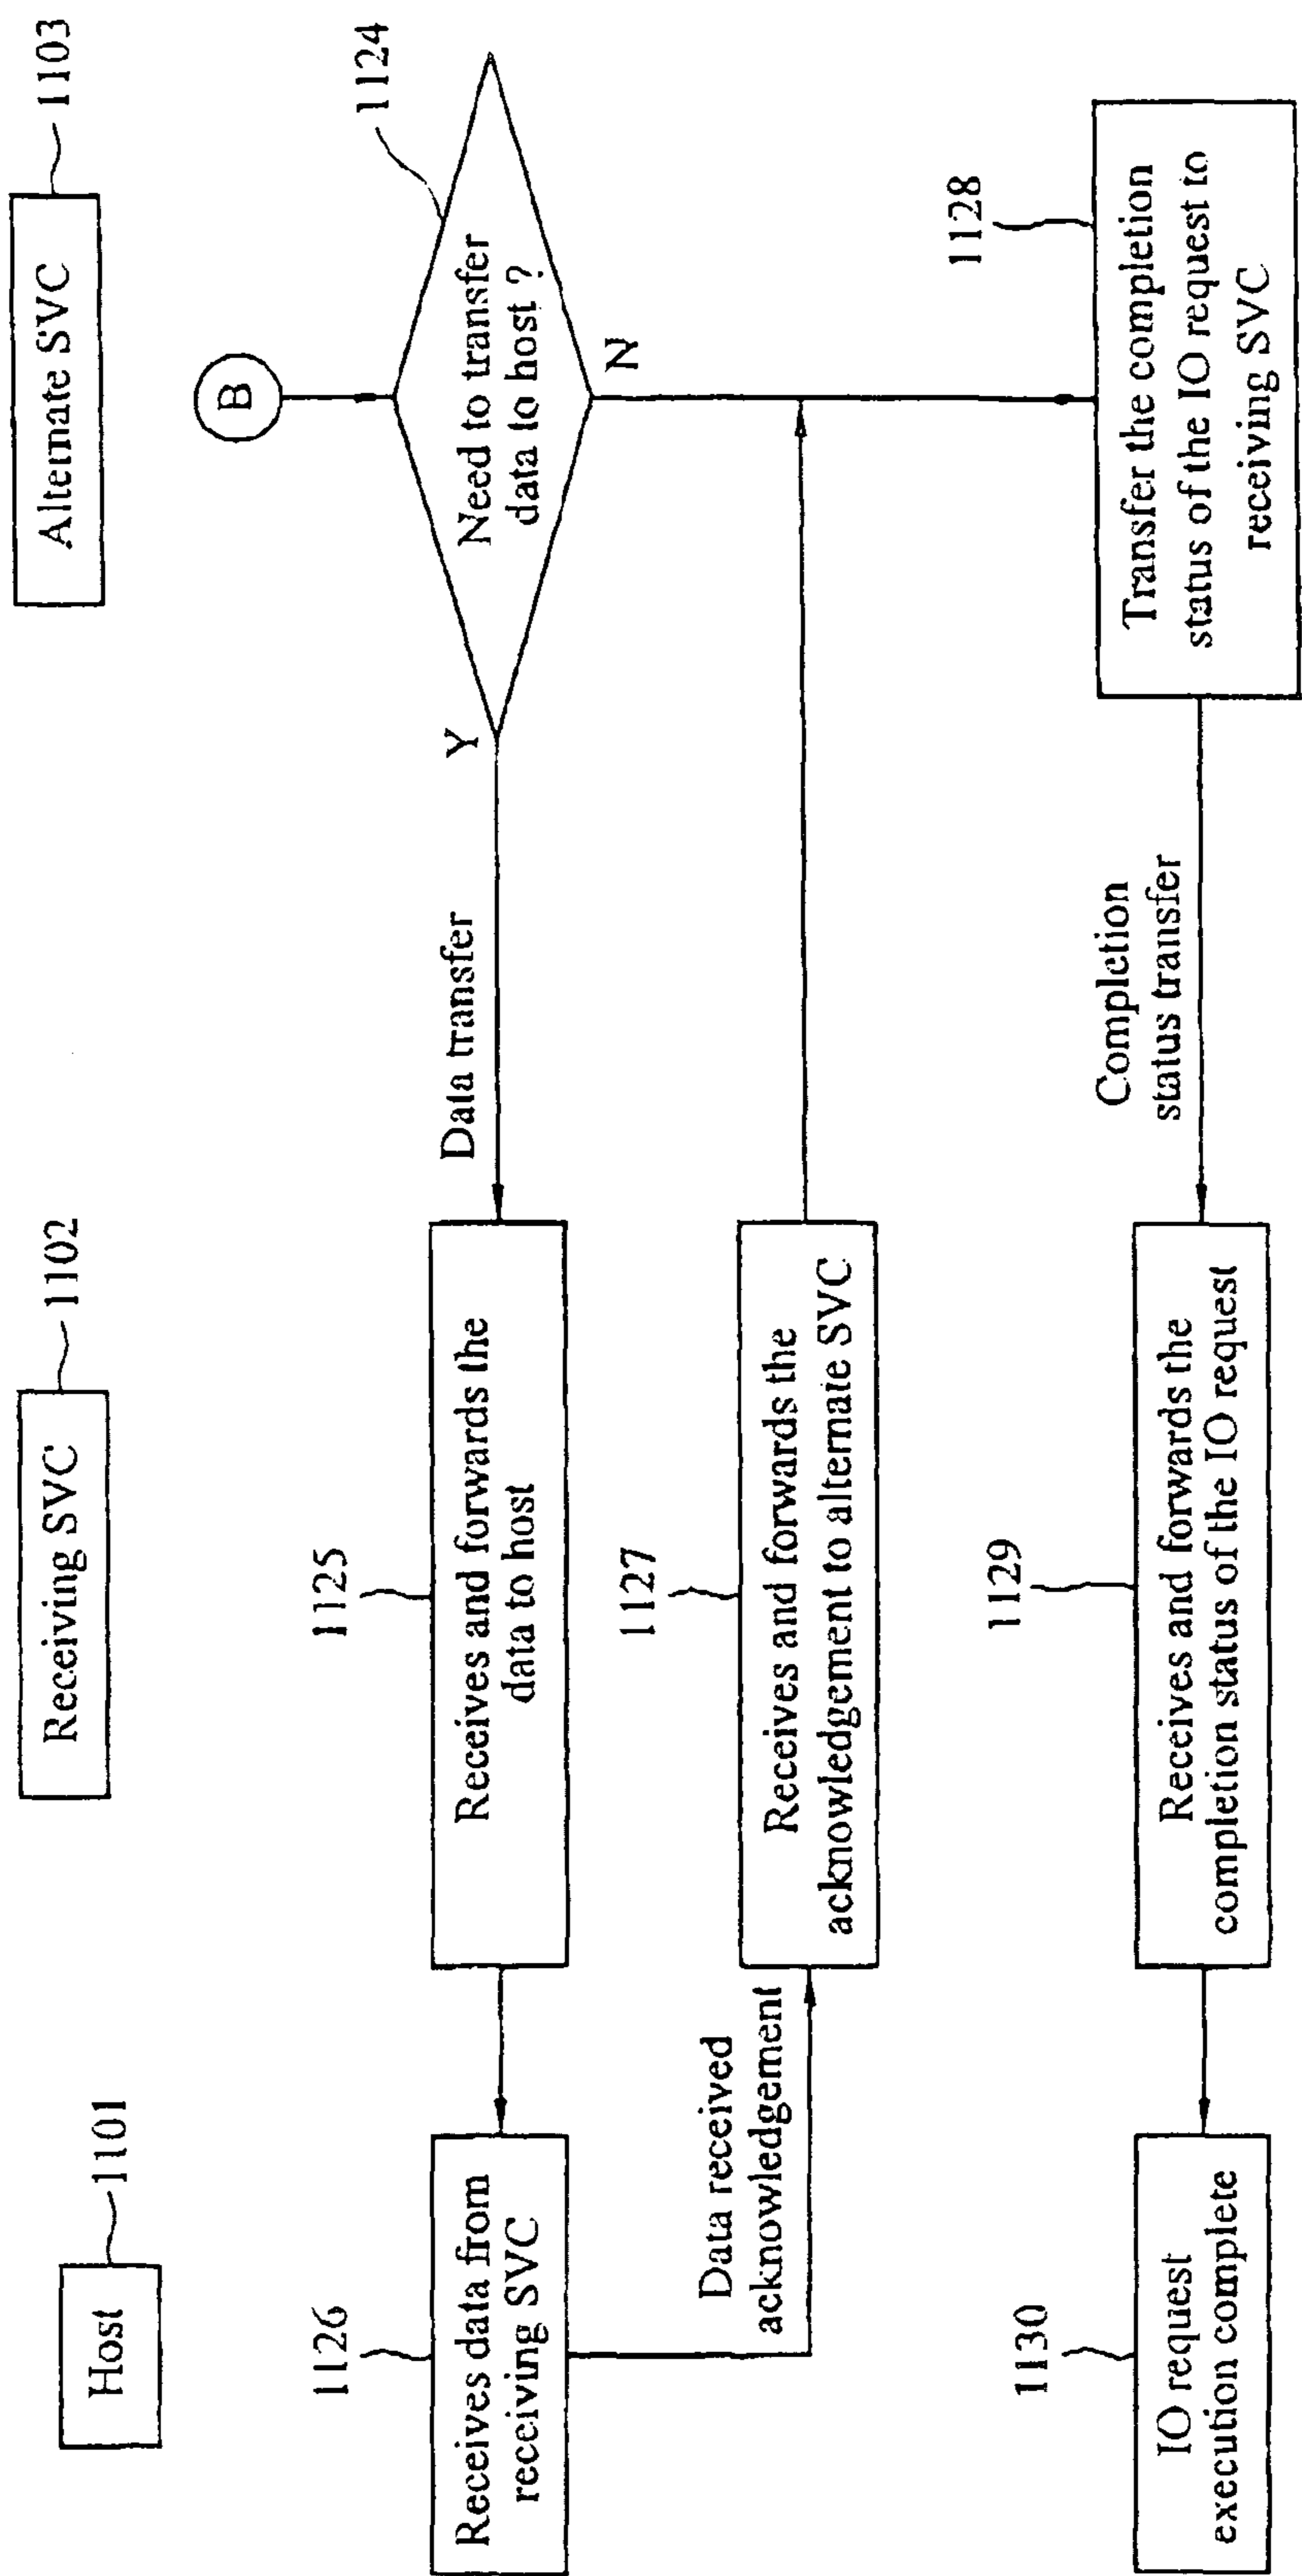 Host
1101
Receiving SVC
1102
Alternate SVC
1103
B
Need to transfer
data to host ?
1124
Y
N
Data transfer
1125
Receives and forwards the
data to host
1126
Receives data from
receiving SVC
Data received
acknowledgement
1127
Receives and forwards the
acknowledgement to alternate SVC
1128
Transfer the completion
status of the IO request to
receiving SVC
Completion
status transfer
1129
Receives and forwards the
completion status of the IO request
1130
IO request
execution complete